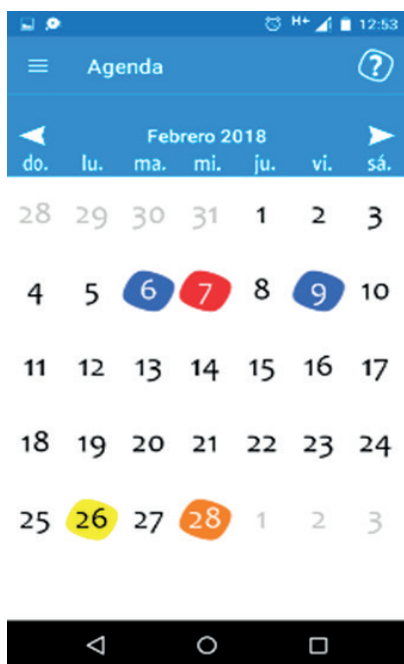 H+ 12:53
Agenda ?
Febrero 2018
do. lu. ma. mi. ju. vi. sá.
28 29 30 31 1 2 3
4 5 6 7 8 9 10
11 12 13 14 15 16 17
18 19 20 21 22 23 24
25 26 27 28 1 2 3